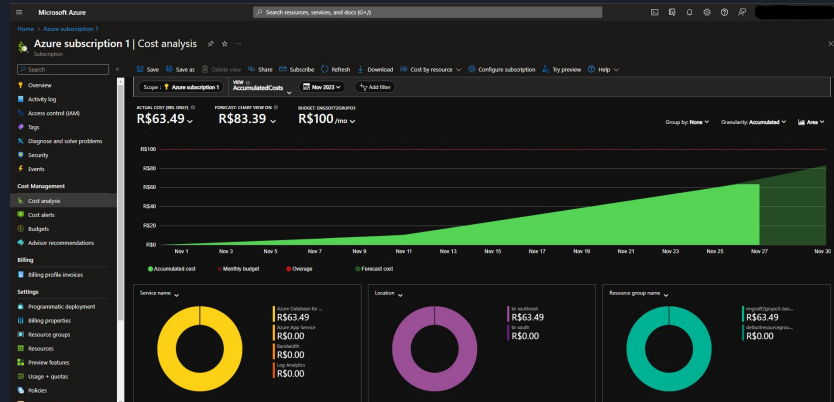 Microsoft Azure
Search resources, services, and docs (G+/)
Home > Azure subscription 1 >
Azure subscription 1 | Cost analysis
Subscription
Search
Save Save as Delete view Share Subscribe Refresh Download Cost by resource Configure subscription Try preview Help
Overview
Activity log
Access control (IAM)
Tags
Diagnose and solve problems
Security
Events
Cost Management
Cost analysis
Cost alerts
Budgets
Advisor recommendations
Billing
Billing profile invoices
Settings
Programmatic deployment
Billing properties
Resource groups
Resources
Preview features
Usage + quotas
Policies
Scope : Azure subscription 1
VIEW
AccumulatedCosts
Nov 2023
Add filter
ACTUAL COST (BRL ONLY)
R$63.49
FORECAST: CHART VIEW ON
R$83.39
BUDGET: ENGSOFT2GRUPO3
R$100 /mo
Group by: None
Granularity: Accumulated
Area
R$100
R$80
R$60
R$40
R$20
R$0
Nov 1 Nov 3 Nov 5 Nov 7 Nov 9 Nov 11 Nov 13 Nov 15 Nov 17 Nov 19 Nov 21 Nov 23 Nov 25 Nov 27 Nov 30
Accumulated cost Monthly budget Overage Forecast cost
Service name
Azure Database for ...
R$63.49
Azure App Service
R$0.00
Bandwidth
R$0.00
Log Analytics
R$0.00
Location
br southeast
R$63.49
br south
R$0.00
Resource group name
engsoft2grupo3-bac...
R$63.49
defaultresourcegrou...
R$0.00